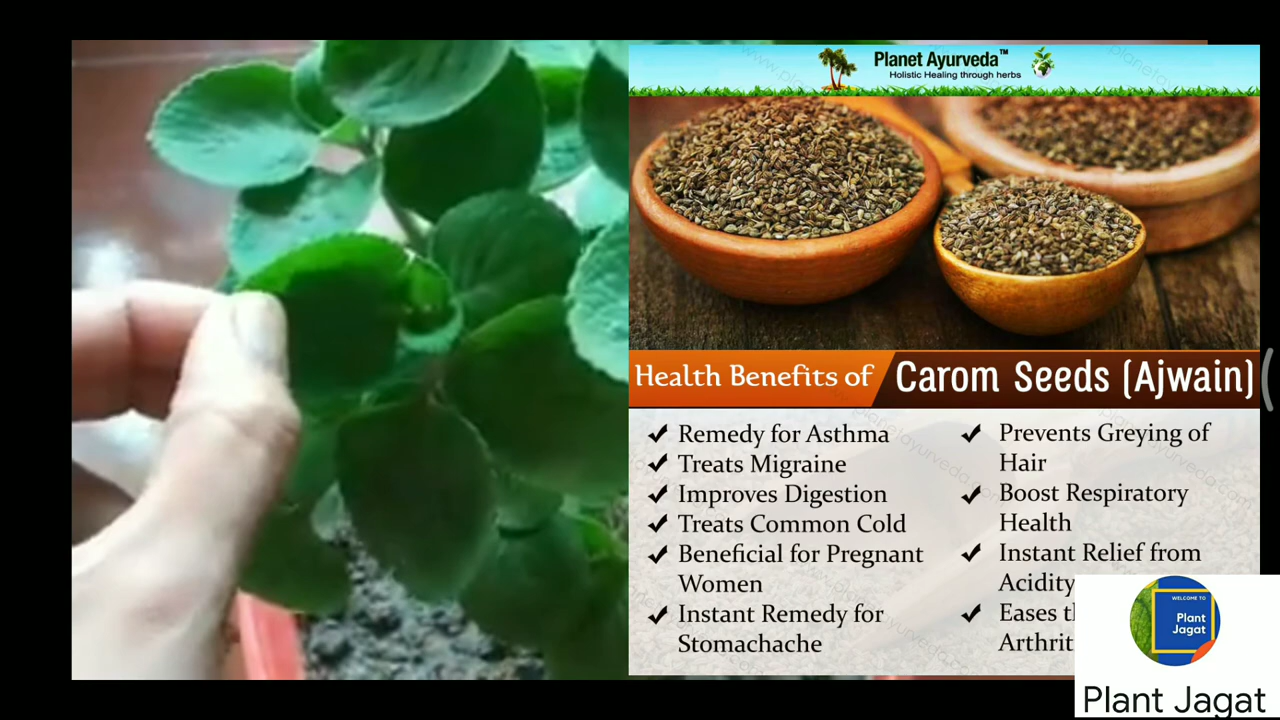 Planet Ayurveda™
Holistic Healing through herbs
Health Benefits of Carom Seeds (Ajwain)
✔ Remedy for Asthma
✔ Treats Migraine
✔ Improves Digestion
✔ Treats Common Cold
✔ Beneficial for Pregnant
Women
✔ Instant Remedy for
Stomachache
✔ Prevents Greying of
Hair
✔ Boost Respiratory
Health
✔ Instant Relief from
Acidity
✔ Eases
WELCOME TO
Plant
Jagat
Plant Jagat